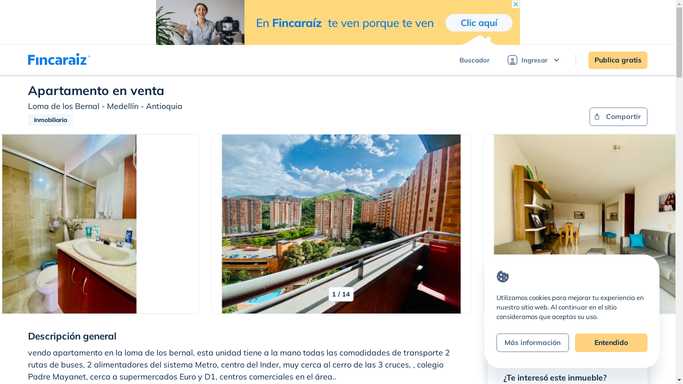 En Fincaraíz te ven porque te ven
Clic aquí
Fincaraíz
Buscador
Ingresar
Publica gratis
Apartamento en venta
Loma de los Bernal - Medellín - Antioquia
Inmobiliaria
Compartir
1 / 14
Utilizamos cookies para mejorar tu experiencia en
nuestro sitio web. Al continuar en el sitio
consideramos que aceptas su uso.
Más información
Entendido
Descripción general
vendo apartamento en la loma de los bernal, esta unidad tiene a la mano todas las comodidades de transporte 2
rutas de buses, 2 alimentadores del sistema Metro, centro del Inder, muy cerca al cerro de las 3 cruces, , colegio
Padre Mayanet, cerca a supermercados Euro y D1, centros comerciales en el área..
¿Te interesó este inmueble?